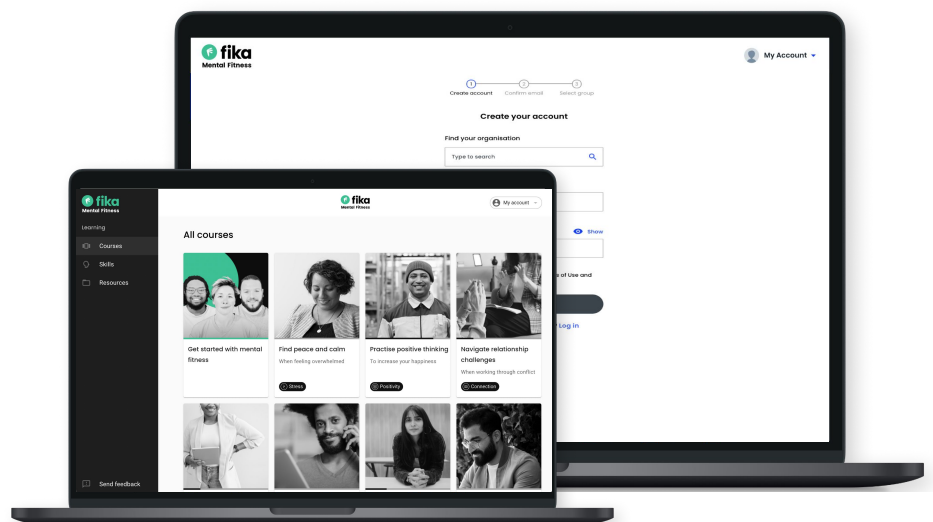 fika
Mental Fitness
My Account
1
2
3
Create account
Confirm email
Select group
Create your account
Find your organisation
Type to search
Show
s of Use and
Log in
fika
Mental Fitness
Learning
Courses
Skills
Resources
Send feedback
fika
Mental Fitness
My account
All courses
Get started with mental
fitness
Find peace and calm
When feeling overwhelmed
Stress
Practise positive thinking
To increase your happiness
Positivity
Navigate relationship
challenges
When working through conflict
Connection